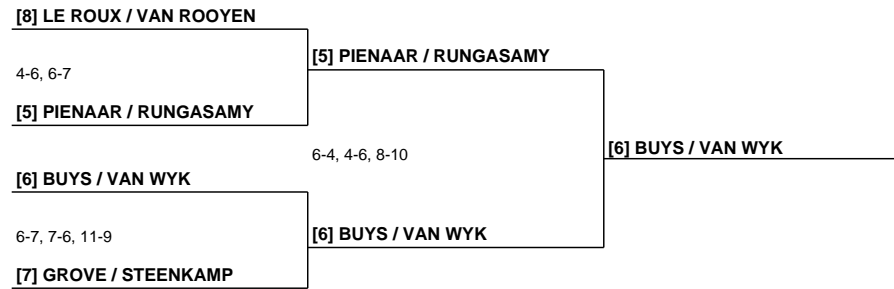 [8] LE ROUX / VAN ROOYEN
[5] PIENAAR / RUNGASAMY
4-6, 6-7
[5] PIENAAR / RUNGASAMY
6-4, 4-6, 8-10
[6] BUYS / VAN WYK
[6] BUYS / VAN WYK
6-7, 7-6, 11-9
[6] BUYS / VAN WYK
[7] GROVE / STEENKAMP